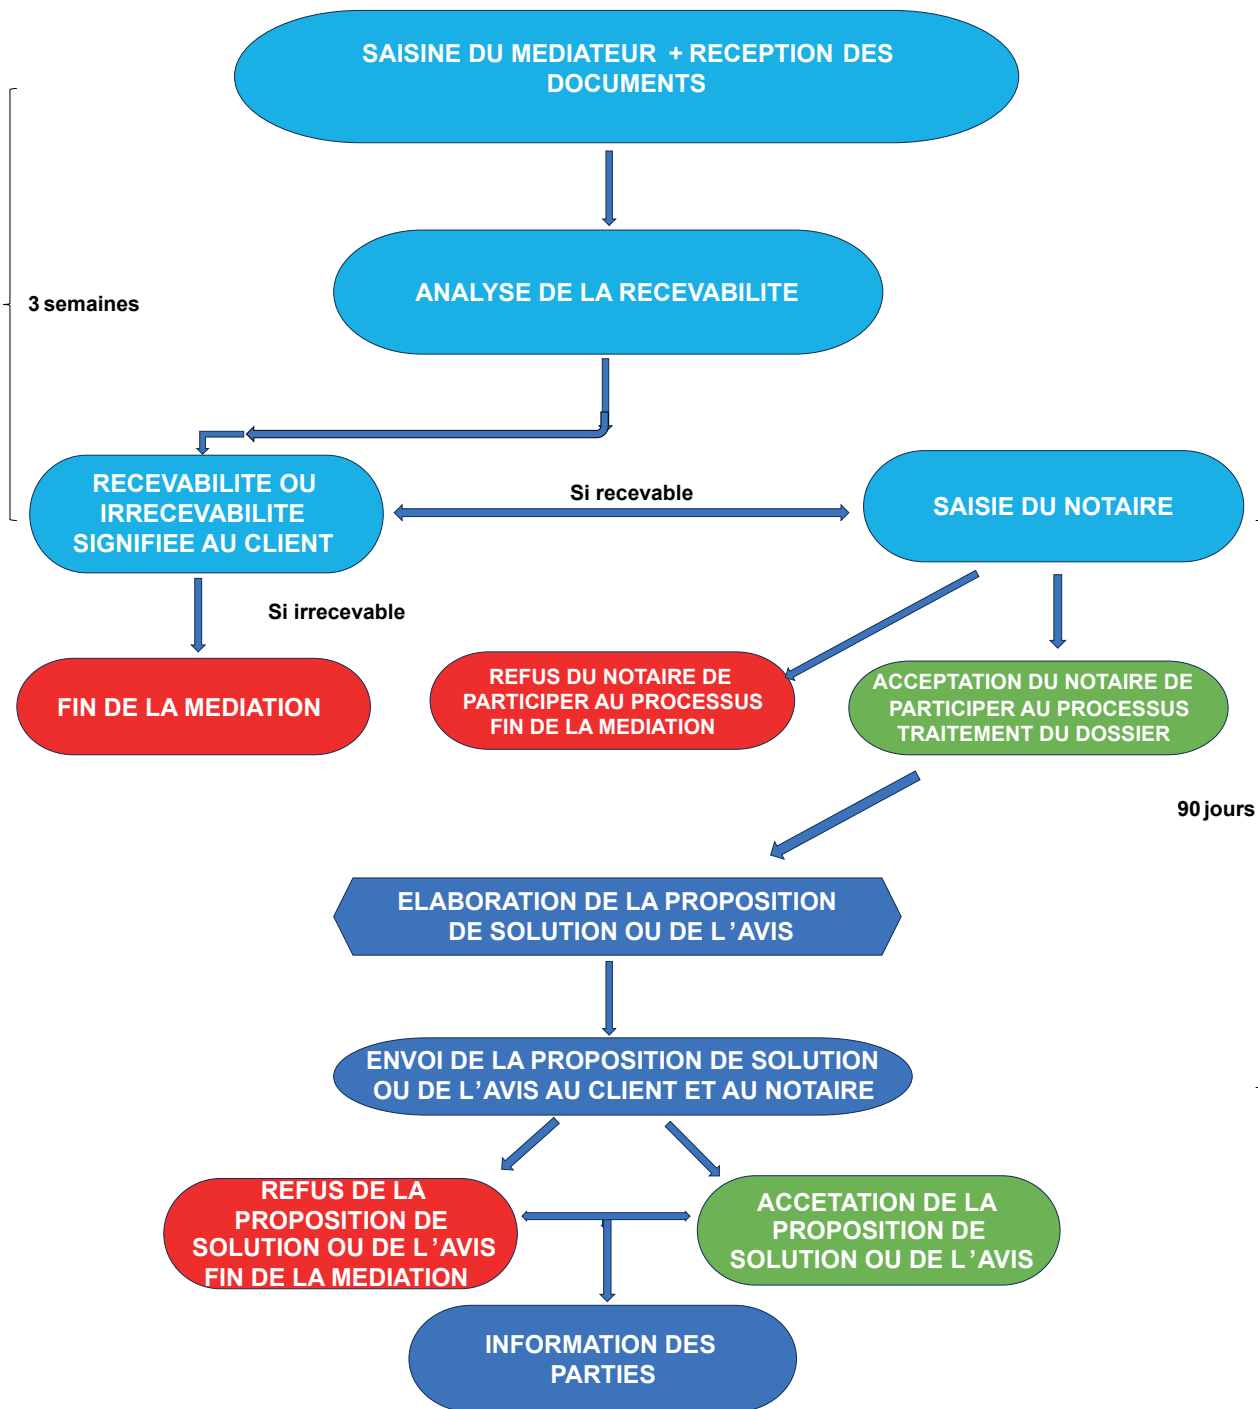 SAISINE DU MEDIATEUR + RECEPTION DES
DOCUMENTS
ANALYSE DE LA RECEVABILITE
3 semaines
RECEVABILITE OU
IRRECEVABILITE
SIGNIFIEE AU CLIENT
Si recevable
SAISIE DU NOTAIRE
Si irrecevable
FIN DE LA MEDIATION
REFUS DU NOTAIRE DE
PARTICIPER AU PROCESSUS
FIN DE LA MEDIATION
ACCEPTATION DU NOTAIRE DE
PARTICIPER AU PROCESSUS
TRAITEMENT DU DOSSIER
90 jours
ELABORATION DE LA PROPOSITION
DE SOLUTION OU DE L'AVIS
ENVOI DE LA PROPOSITION DE SOLUTION
OU DE L'AVIS AU CLIENT ET AU NOTAIRE
REFUS DE LA
PROPOSITION DE
SOLUTION OU DE L'AVIS
FIN DE LA MEDIATION
ACCETATION DE LA
PROPOSITION DE
SOLUTION OU DE L'AVIS
INFORMATION DES
PARTIES